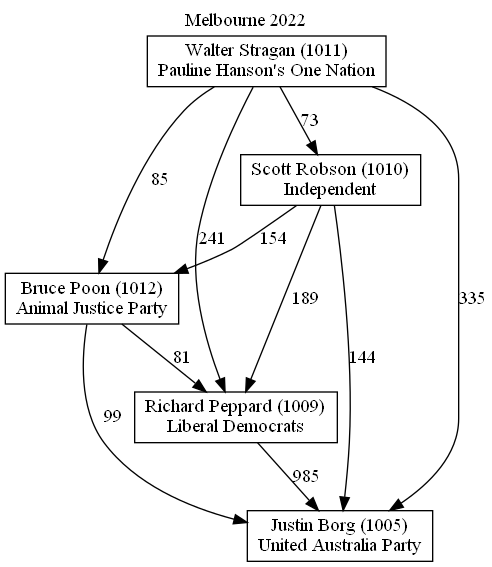 Melbourne 2022
Walter Stragan (1011)
Pauline Hanson's One Nation
73
Scott Robson (1010)
Independent
85
241
154
189
335
144
Bruce Poon (1012)
Animal Justice Party
81
99
Richard Peppard (1009)
Liberal Democrats
985
Justin Borg (1005)
United Australia Party